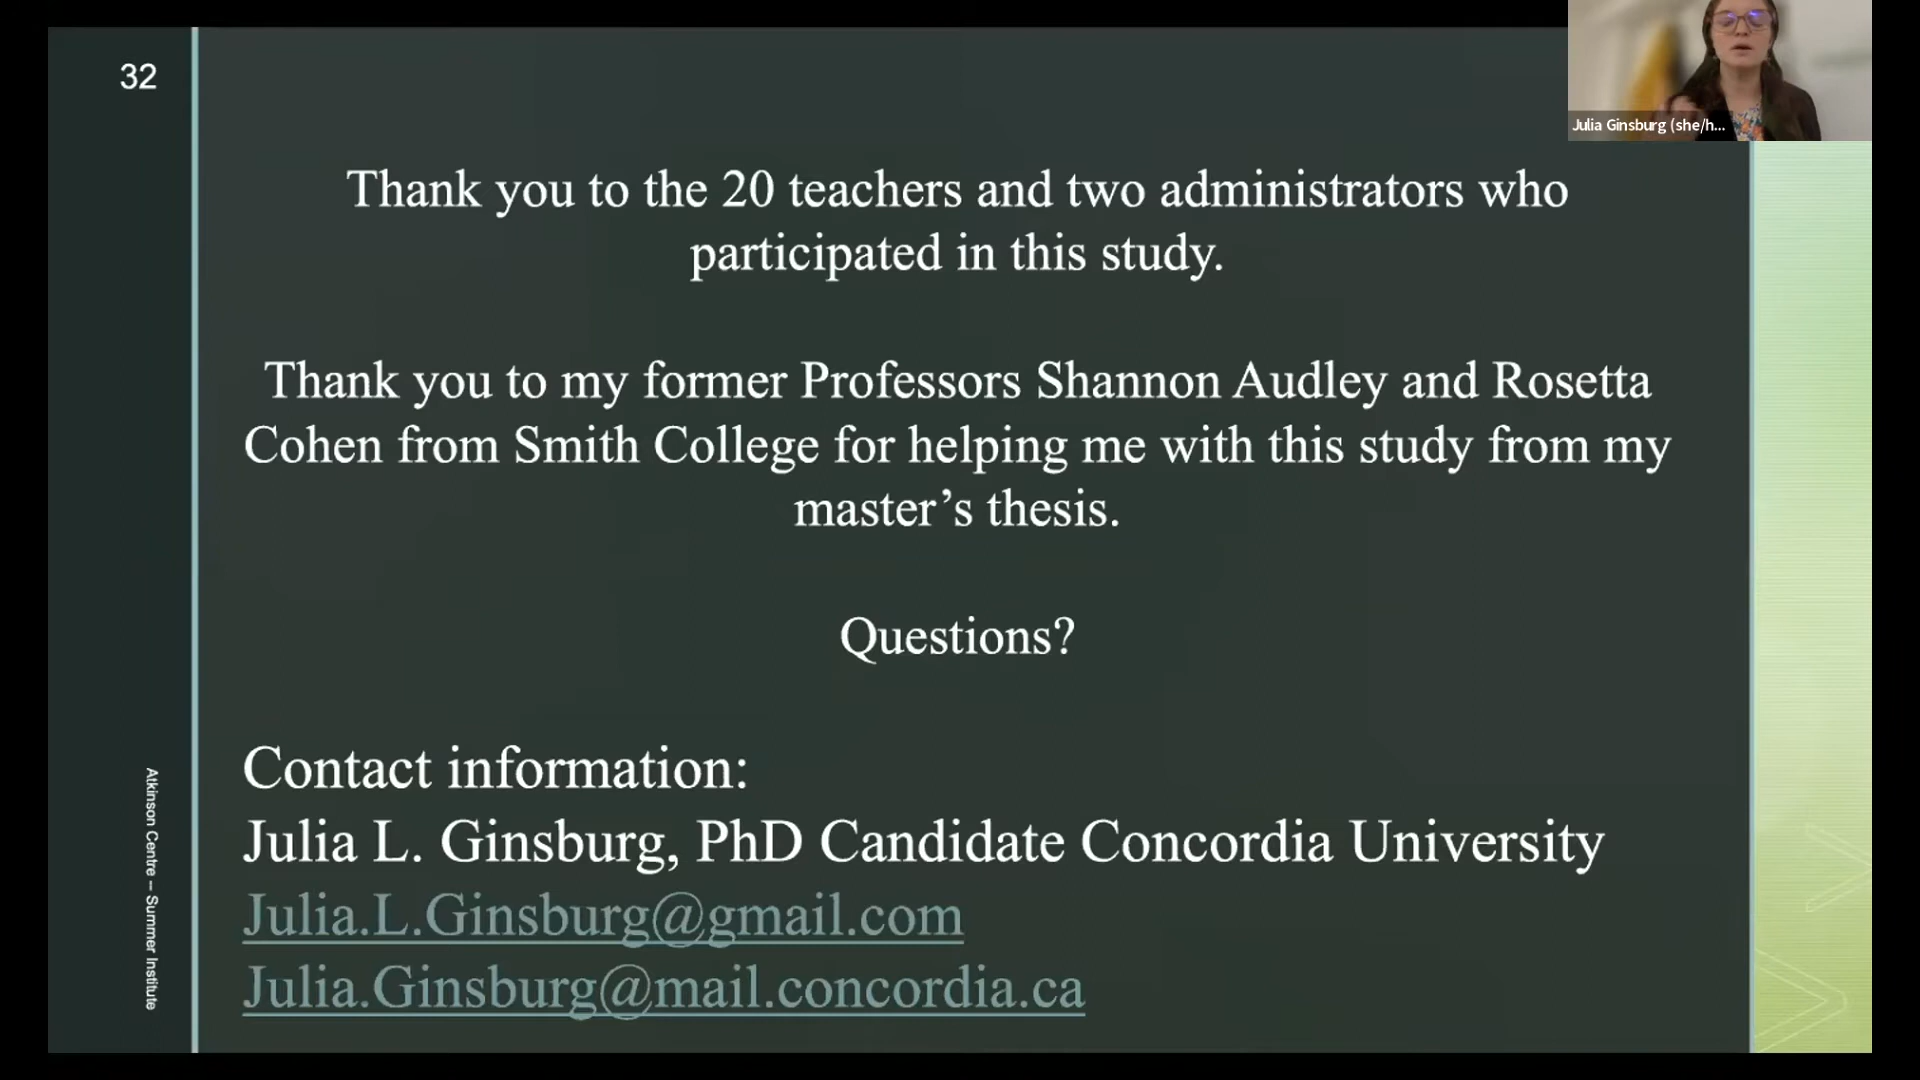 32
Julia Ginsburg (she/h...
Thank you to the 20 teachers and two administrators who
participated in this study.
Thank you to my former Professors Shannon Audley and Rosetta
Cohen from Smith College for helping me with this study from my
master’s thesis.
Questions?
Contact information:
Julia L. Ginsburg, PhD Candidate Concordia University
Julia.L.Ginsburg@gmail.com
Julia.Ginsburg@mail.concordia.ca
Atkinson Centre – Summer Institute